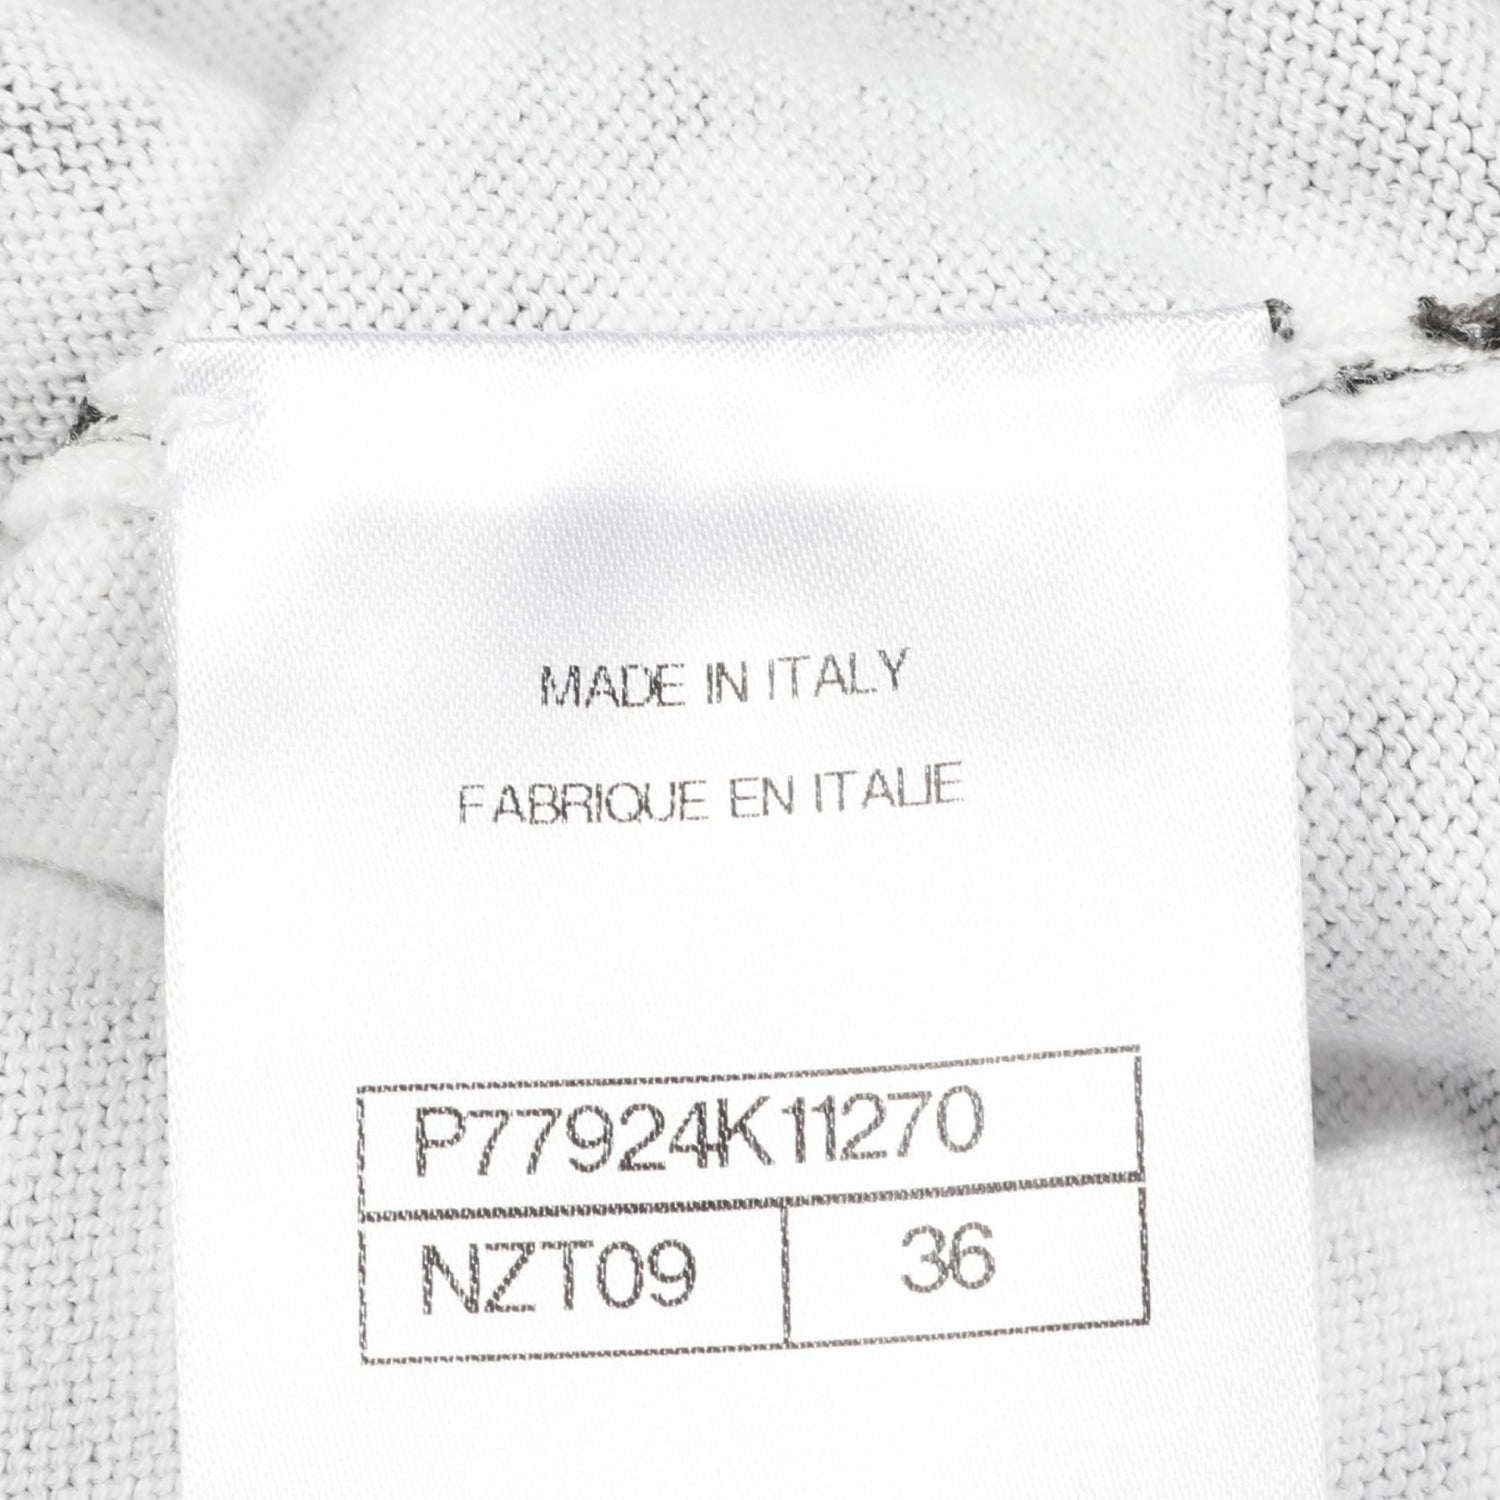 MADE IN ITALY
FABRIQUE EN ITALIE
P77924K11270
NZT09 36